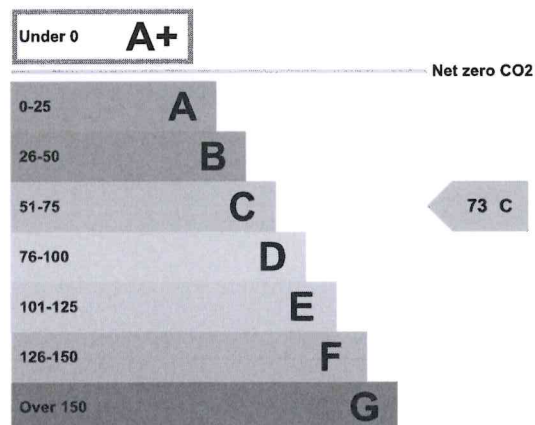 Under 0 A+
Net zero CO2
0-25 A
26-50 B
51-75 C
73 C
76-100 D
101-125 E
126-150 F
Over 150 G